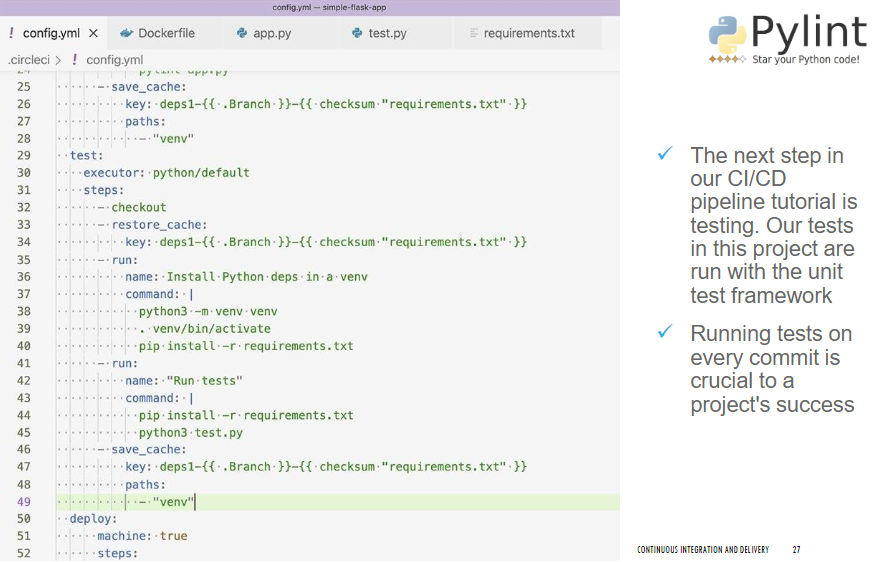 config.yml — simple-flask-app
! config.yml × Dockerfile app.py test.py requirements.txt
.circleci > ! config.yml
24 pylint app.py
25 - save_cache:
26 key: deps1-{{ .Branch }}-{{ checksum "requirements.txt" }}
27 paths:
28 - "venv"
29 test:
30 executor: python/default
31 steps:
32 - checkout
33 - restore_cache:
34 key: deps1-{{ .Branch }}-{{ checksum "requirements.txt" }}
35 - run:
36 name: Install Python deps in a venv
37 command: |
38 python3 -m venv venv
39 . venv/bin/activate
40 pip install -r requirements.txt
41 - run:
42 name: "Run tests"
43 command: |
44 pip install -r requirements.txt
45 python3 test.py
46 - save_cache:
47 key: deps1-{{ .Branch }}-{{ checksum "requirements.txt" }}
48 paths:
49 - "venv"
50 deploy:
51 machine: true
52 steps:
Pylint
Star your Python code!
✓ The next step in
our CI/CD
pipeline tutorial is
testing. Our tests
in this project are
run with the unit
test framework
✓ Running tests on
every commit is
crucial to a
project's success
CONTINUOUS INTEGRATION AND DELIVERY 27